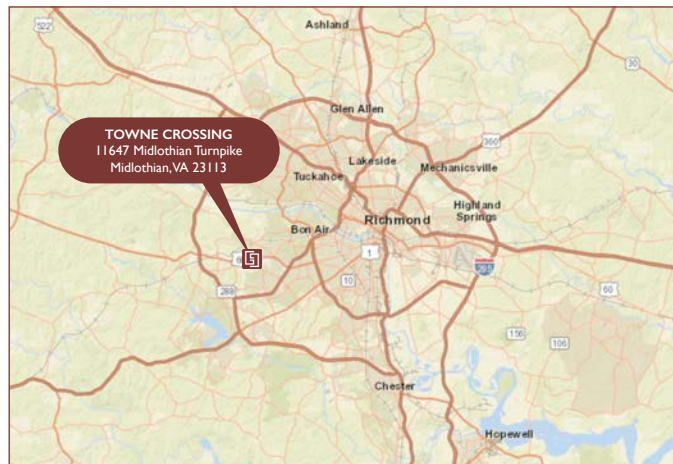 522
Ashland
30
Glen Allen
360
TOWNE CROSSING
11647 Midlothian Turnpike
Midlothian, VA 23113
Lakeside
Mechanicsville
Tuckahoe
Highland
Springs
Richmond
Bon Air
1
295
10
288
60
156
106
Chester
Hopewell